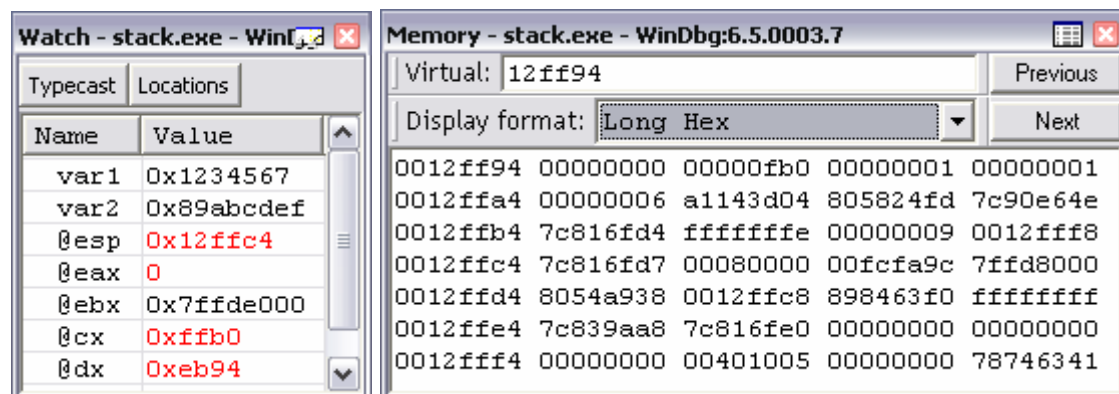 Watch - stack.exe - Win
Typecast Locations
Name Value
var1 0x1234567
var2 0x89abcdef
@esp 0x12ffc4
@eax 0
@ebx 0x7ffde000
@cx 0xffb0
@dx 0xeb94
Memory - stack.exe - WinDbg:6.5.0003.7
Virtual: 12ff94 Previous
Display format: Long Hex Next
0012ff94 00000000 00000fb0 00000001 00000001
0012ffa4 00000006 a1143d04 805824fd 7c90e64e
0012ffb4 7c816fd4 fffffffe 00000009 0012fff8
0012ffc4 7c816fd7 00080000 00fcfa9c 7ffd8000
0012ffd4 8054a938 0012ffc8 898463f0 ffffffff
0012ffe4 7c839aa8 7c816fe0 00000000 00000000
0012fff4 00000000 00401005 00000000 78746341